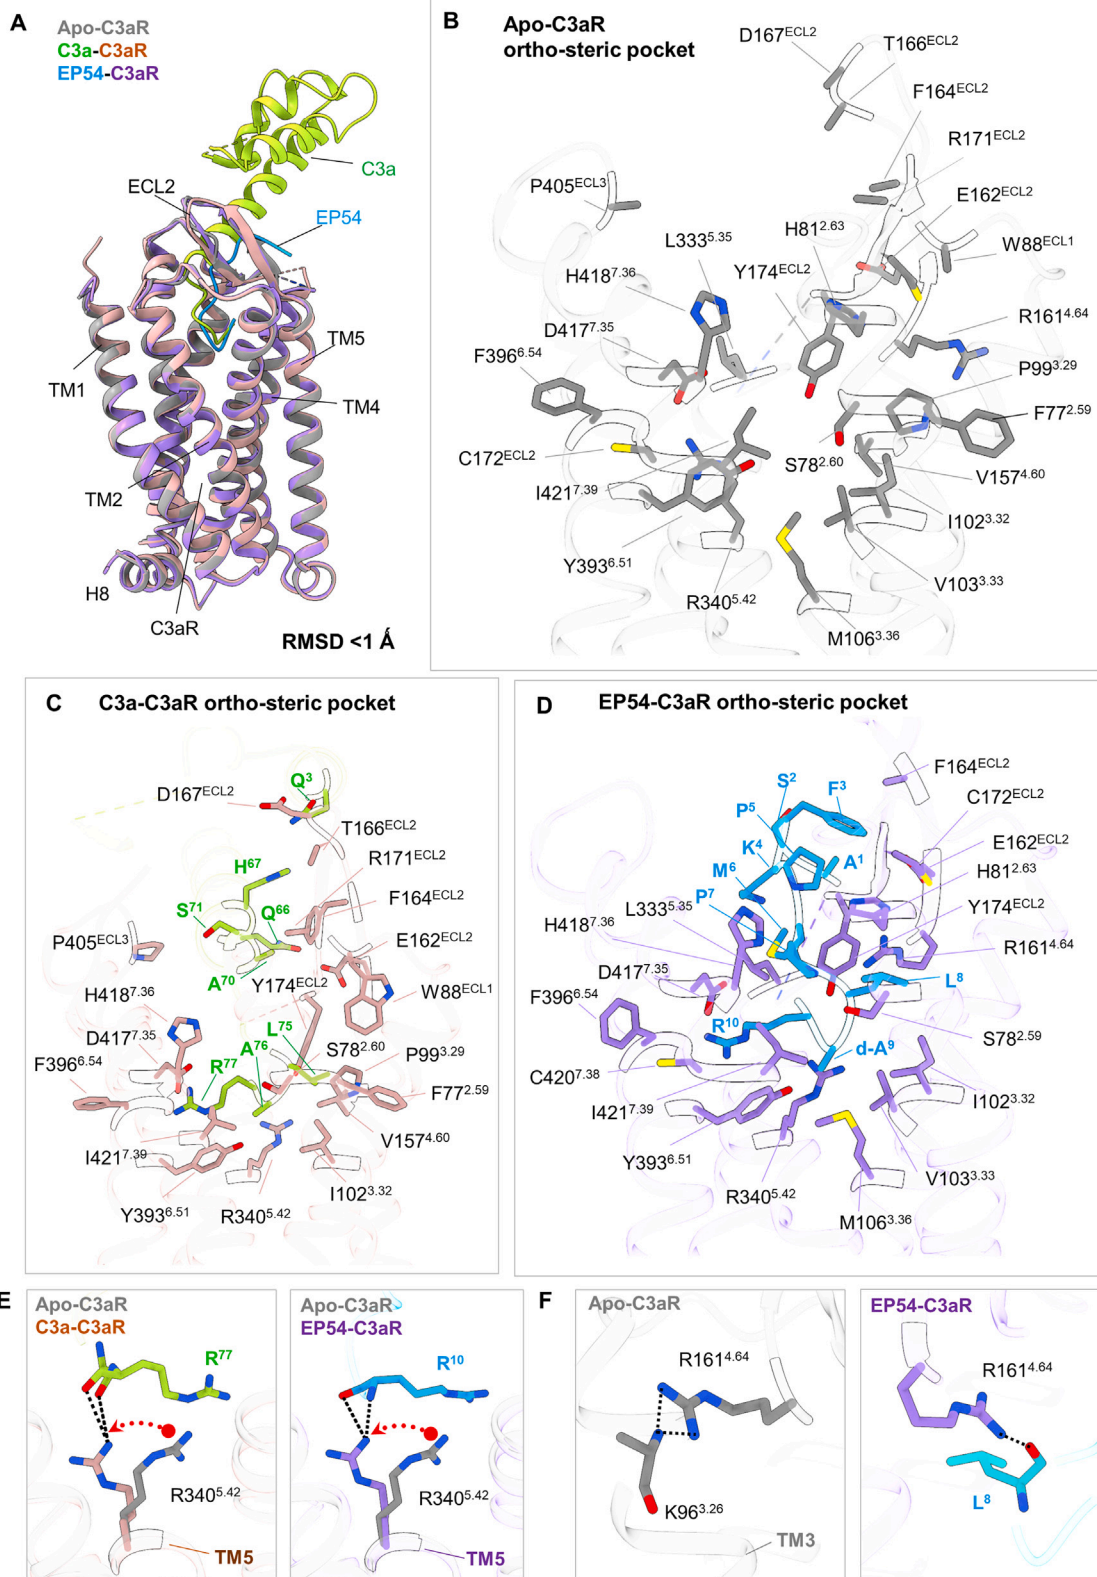 A
Apo-C3aR
C3a-C3aR
EP54-C3aR
C3a
ECL2
EP54
TM5
TM1
TM4
TM2
H8
C3aR
RMSD <1 Å
B
Apo-C3aR
ortho-steric pocket
D167ECL2
T166ECL2
F164ECL2
R171ECL2
P405ECL3
E162ECL2
L3335.35
H812.63
W88ECL1
H4187.36
Y174ECL2
D4177.35
R1614.64
F3966.54
P993.29
F772.59
C172ECL2
S782.60
V1574.60
I4217.39
I1023.32
Y3936.51
V1033.33
R3405.42
M1063.36
C
C3a-C3aR ortho-steric pocket
Q3
D167ECL2
T166ECL2
R171ECL2
H67
F164ECL2
S71
Q66
P405ECL3
E162ECL2
A70
Y174ECL2
H4187.36
W88ECL1
L75
D4177.35
A76
S782.60
P993.29
F3966.54
R77
F772.59
V1574.60
I4217.39
I1023.32
Y3936.51
R3405.42
D
EP54-C3aR ortho-steric pocket
F164ECL2
S2
F3
C172ECL2
P5
K4
E162ECL2
A1
M6
H812.63
L3335.35
P7
Y174ECL2
H4187.36
R1614.64
D4177.35
L8
F3966.54
R10
S782.59
d-A9
C4207.38
I1023.32
I4217.39
Y3936.51
V1033.33
R3405.42
M1063.36
E
Apo-C3aR
C3a-C3aR
R77
R3405.42
TM5
Apo-C3aR
EP54-C3aR
R10
R3405.42
TM5
F
Apo-C3aR
R1614.64
K963.26
TM3
EP54-C3aR
R1614.64
L8